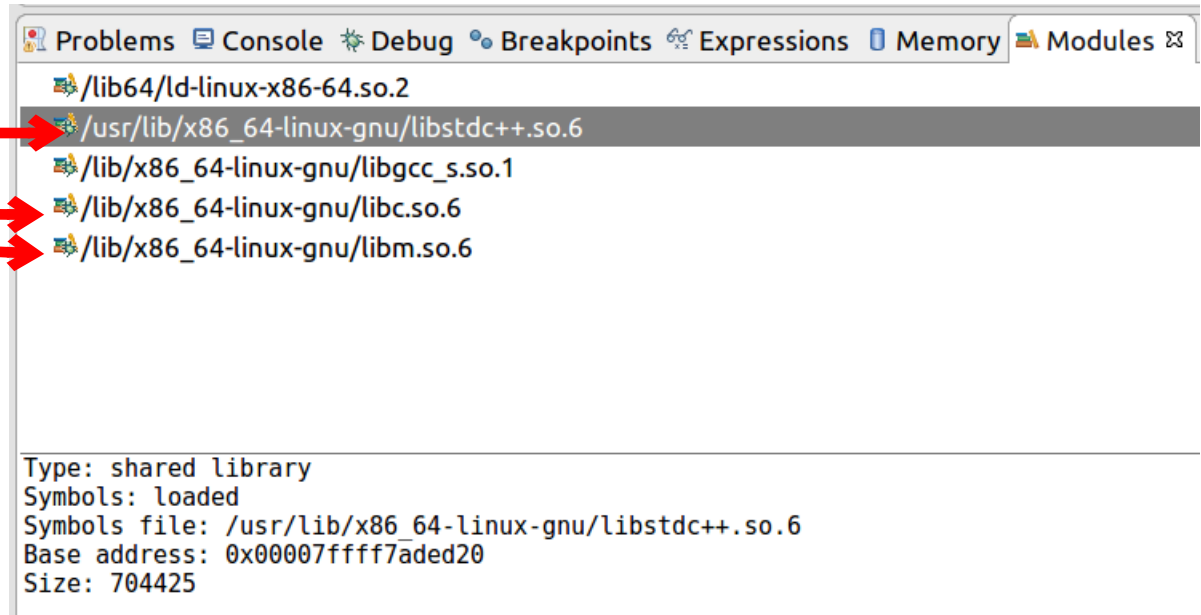 Problems Console Debug Breakpoints Expressions Memory Modules
/lib64/ld-linux-x86-64.so.2
/usr/lib/x86_64-linux-gnu/libstdc++.so.6
/lib/x86_64-linux-gnu/libgcc_s.so.1
/lib/x86_64-linux-gnu/libc.so.6
/lib/x86_64-linux-gnu/libm.so.6
Type: shared library
Symbols: loaded
Symbols file: /usr/lib/x86_64-linux-gnu/libstdc++.so.6
Base address: 0x00007ffff7aded20
Size: 704425